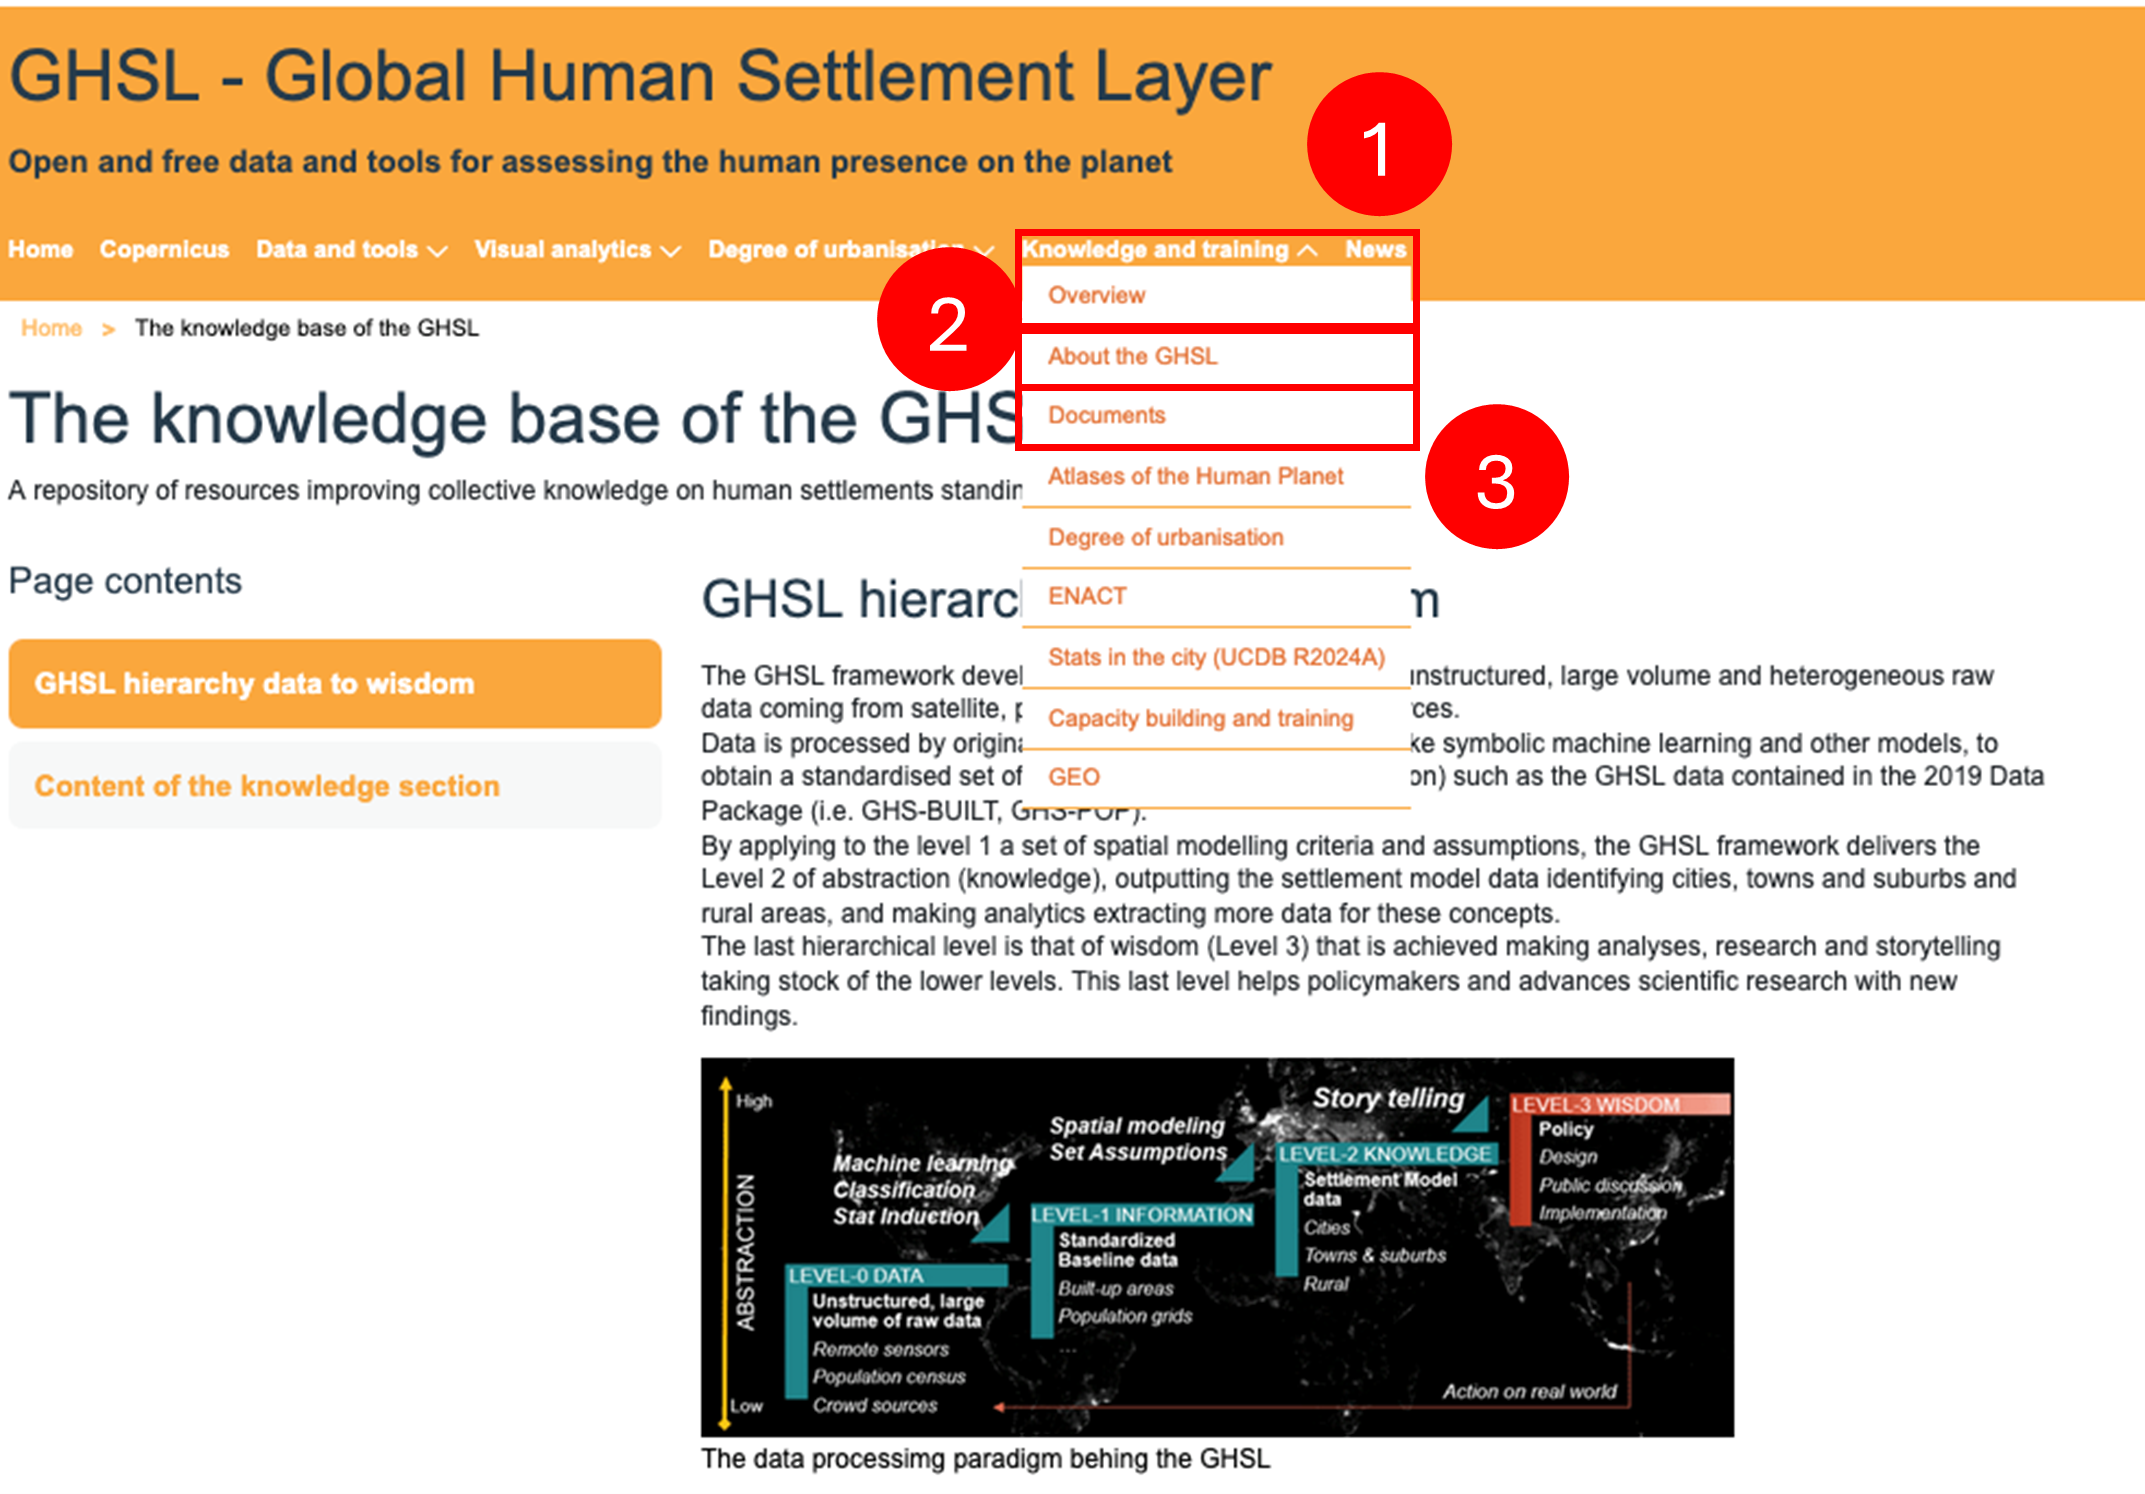 GHSL - Global Human Settlement Layer
Open and free data and tools for assessing the human presence on the planet
1
Home Copernicus Data and tools Visual analytics Degree of urbanisation Knowledge and training News
2
Overview
About the GHSL
Documents
3
Atlases of the Human Planet
Degree of urbanisation
ENACT
Stats in the city (UCDB R2024A)
Capacity building and training
GEO
Home > The knowledge base of the GHSL
The knowledge base of the GHS
A repository of resources improving collective knowledge on human settlements
Page contents
GHSL hierarchy data to wisdom
Content of the knowledge section
GHSL
The GHSL framework large volume and heterogeneous raw
data coming from satellite,
Data is processed by symbolic machine learning and other models, to
obtain a standardised set of such as the GHSL data contained in the 2019 Data
Package (i.e. GHS-BUILT, GHS-POP).
By applying to the level 1 a set of spatial modelling criteria and assumptions, the GHSL framework delivers the
Level 2 of abstraction (knowledge), outputting the settlement model data identifying cities, towns and suburbs and
rural areas, and making analytics extracting more data for these concepts.
The last hierarchical level is that of wisdom (Level 3) that is achieved making analyses, research and storytelling
taking stock of the lower levels. This last level helps policymakers and advances scientific research with new
findings.
High
ABSTRACTION
Low
Machine learning
Classification
Stat Induction
LEVEL-0 DATA
Unstructured, large
volume of raw data
Remote sensors
Population census
Crowd sources
Spatial modeling
Set Assumptions
LEVEL-1 INFORMATION
Standardized
Baseline data
Built-up areas
Population grids
...
Story telling
LEVEL-2 KNOWLEDGE
Settlement Model
data
Cities
Towns & suburbs
Rural
LEVEL-3 WISDOM
Policy
Design
Public discussion
Implementation
Action on real world
The data processimg paradigm behing the GHSL